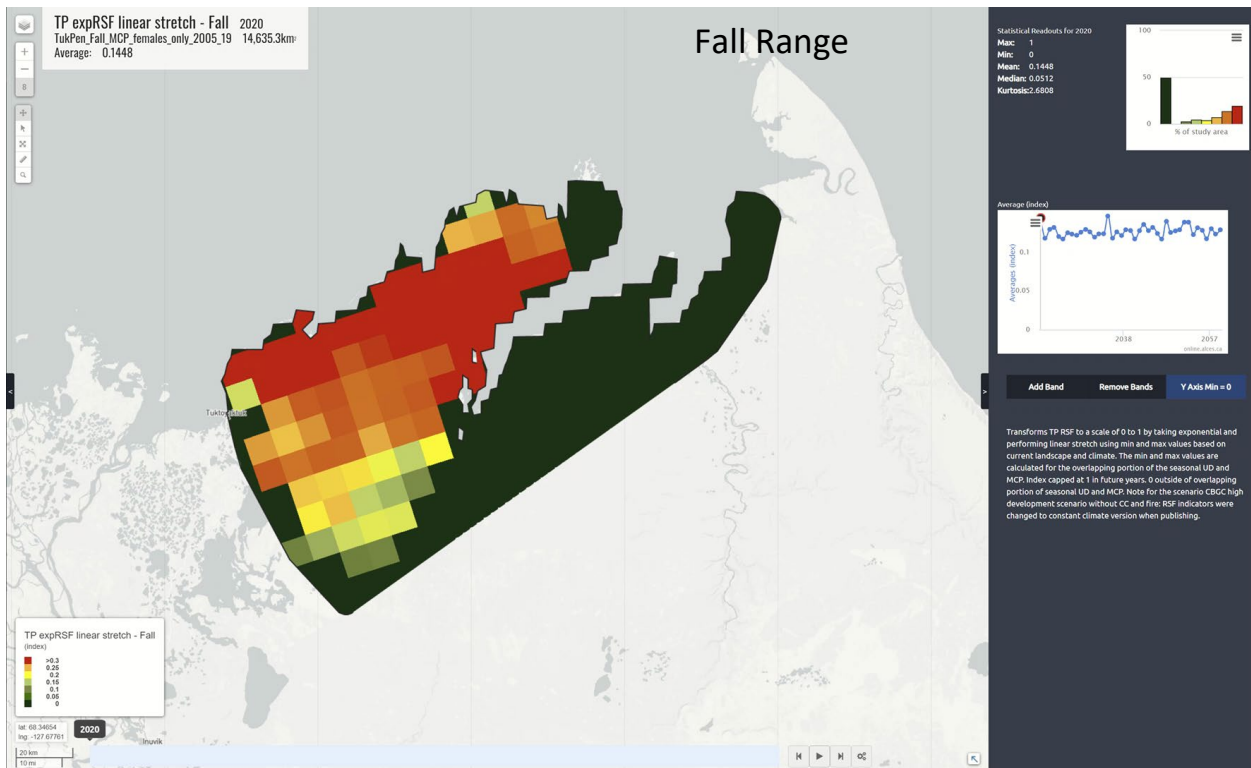 TP expRSF linear stretch - Fall 2020
TukPen_Fall_MCP_females_only_2005_19 14,635.3km²
Average: 0.1448
Fall Range
+
−
8
Tuktoyaktuk
Inuvik
TP expRSF linear stretch - Fall
(index)
>0.3
0.25
0.2
0.15
0.1
0.05
0
lat: 68.34654
lng: -127.67761
2020
20 km
10 mi
<
>
Statistical Readouts for 2020
Max: 1
Min: 0
Mean: 0.1448
Median: 0.0512
Kurtosis:2.6808
100
50
0
% of study area
Average (index)
Averages (index)
0.1
0.05
0
2018
2057
online.alces.ca
Add Band
Remove Bands
Y Axis Min = 0
Transforms TP RSF to a scale of 0 to 1 by taking exponential and
performing linear stretch using min and max values based on
current landscape and climate. The min and max values are
calculated for the overlapping portion of the seasonal UD and
MCP. Index capped at 1 in future years. 0 outside of overlapping
portion of seasonal UD and MCP. Note for the scenario CBGC high
development scenario without CC and fire: RSF indicators were
changed to constant climate version when publishing.